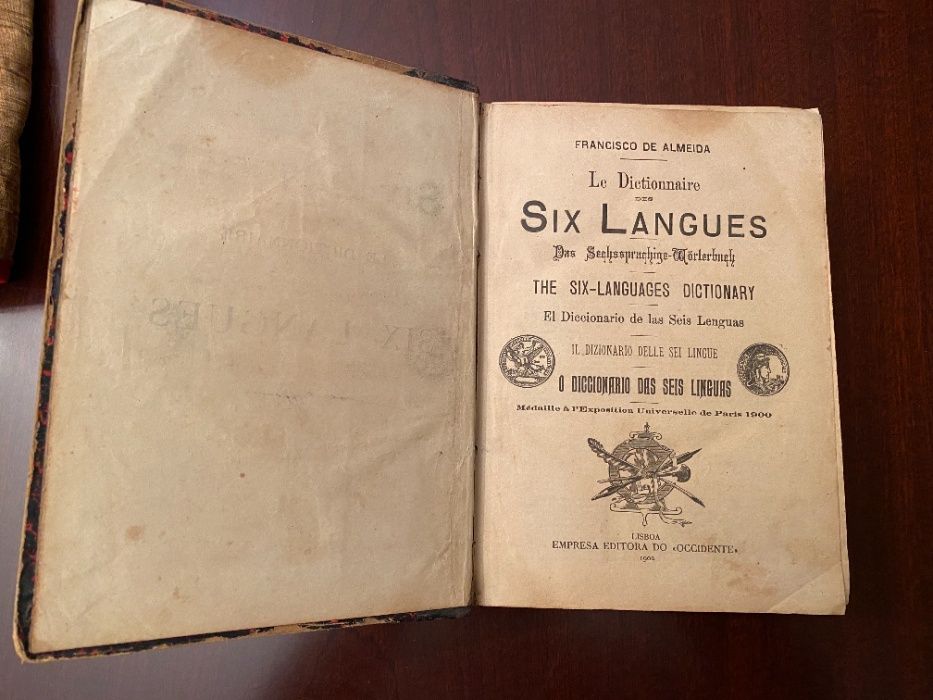 FRANCISCO DE ALMEIDA
Le Dictionnaire
DES
SIX LANGUES
Das Sechssprachige-Wörterbuch
THE SIX-LANGUAGES DICTIONARY
El Diccionario de las Seis Lenguas
IL DIZIONARIO DELLE SEI LINGUE
O DICCIONARIO DAS SEIS LINGUAS
Médaille à l'Exposition Universelle de Paris 1900
LISBOA
EMPRESA EDITORA DO «OCCIDENTE»